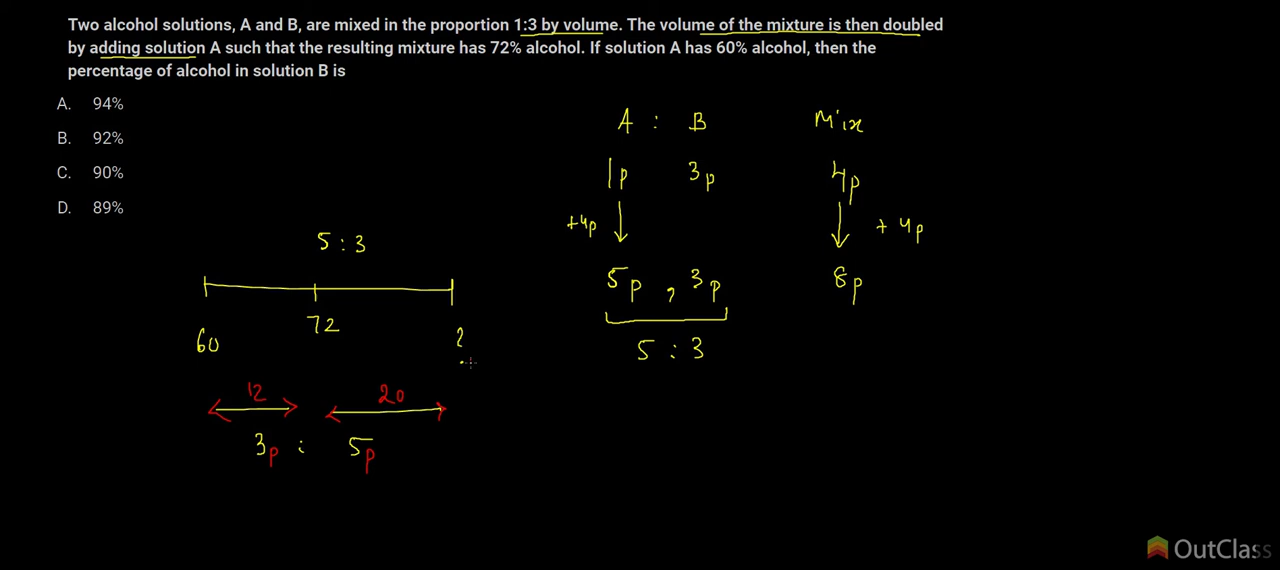 Two alcohol solutions, A and B, are mixed in the proportion 1:3 by volume. The volume of the mixture is then doubled
by adding solution A such that the resulting mixture has 72% alcohol. If solution A has 60% alcohol, then the
percentage of alcohol in solution B is
A. 94%
B. 92%
C. 90%
D. 89%
A : B Mix
1p 3p 4p
+4p + 4p
5p , 3p 8p
5 : 3
5 : 3
60 72 ?
12 20
3p : 5p
OutClass